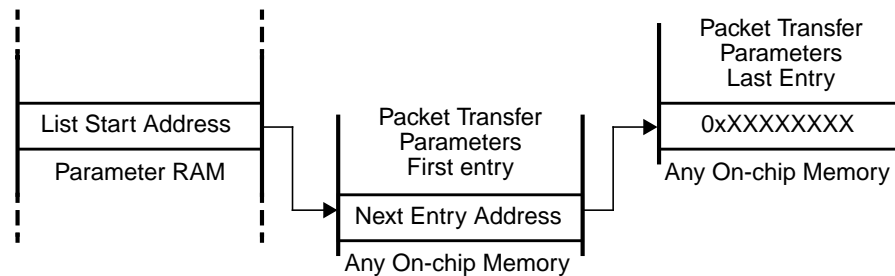 List Start Address
Parameter RAM
Packet Transfer
Parameters
First entry
Next Entry Address
Any On-chip Memory
Packet Transfer
Parameters
Last Entry
0xXXXXXXXX
Any On-chip Memory